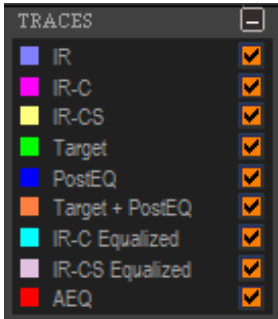 TRACES
IR
IR-C
IR-CS
Target
PostEQ
Target + PostEQ
IR-C Equalized
IR-CS Equalized
AEQ